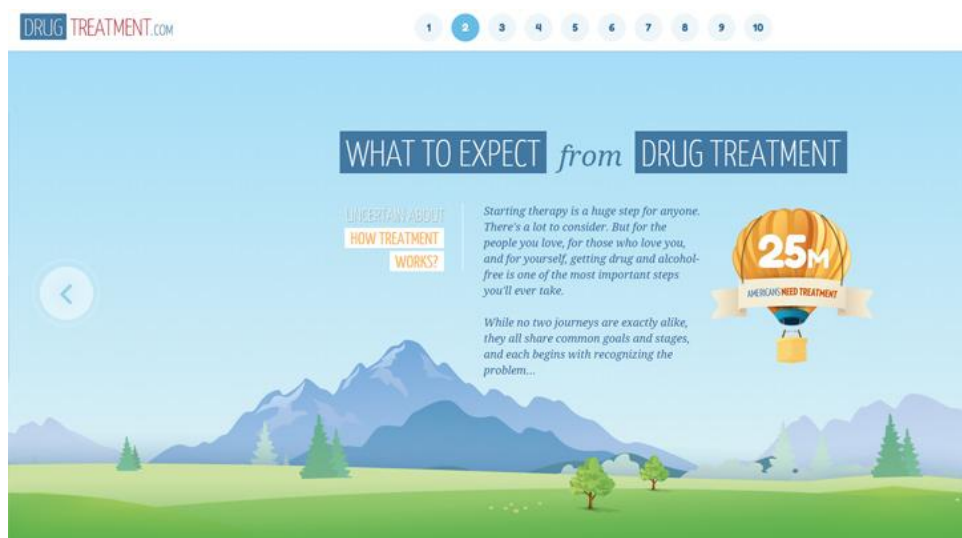 DRUG TREATMENT.COM
1 2 3 4 5 6 7 8 9 10
WHAT TO EXPECT from DRUG TREATMENT
UNCERTAIN ABOUT
HOW TREATMENT
WORKS?
Starting therapy is a huge step for anyone.
There's a lot to consider. But for the
people you love, for those who love you,
and for yourself, getting drug and alcohol-
free is one of the most important steps
you'll ever take.
While no two journeys are exactly alike,
they all share common goals and stages,
and each begins with recognizing the
problem...
25M
AMERICANS NEED TREATMENT